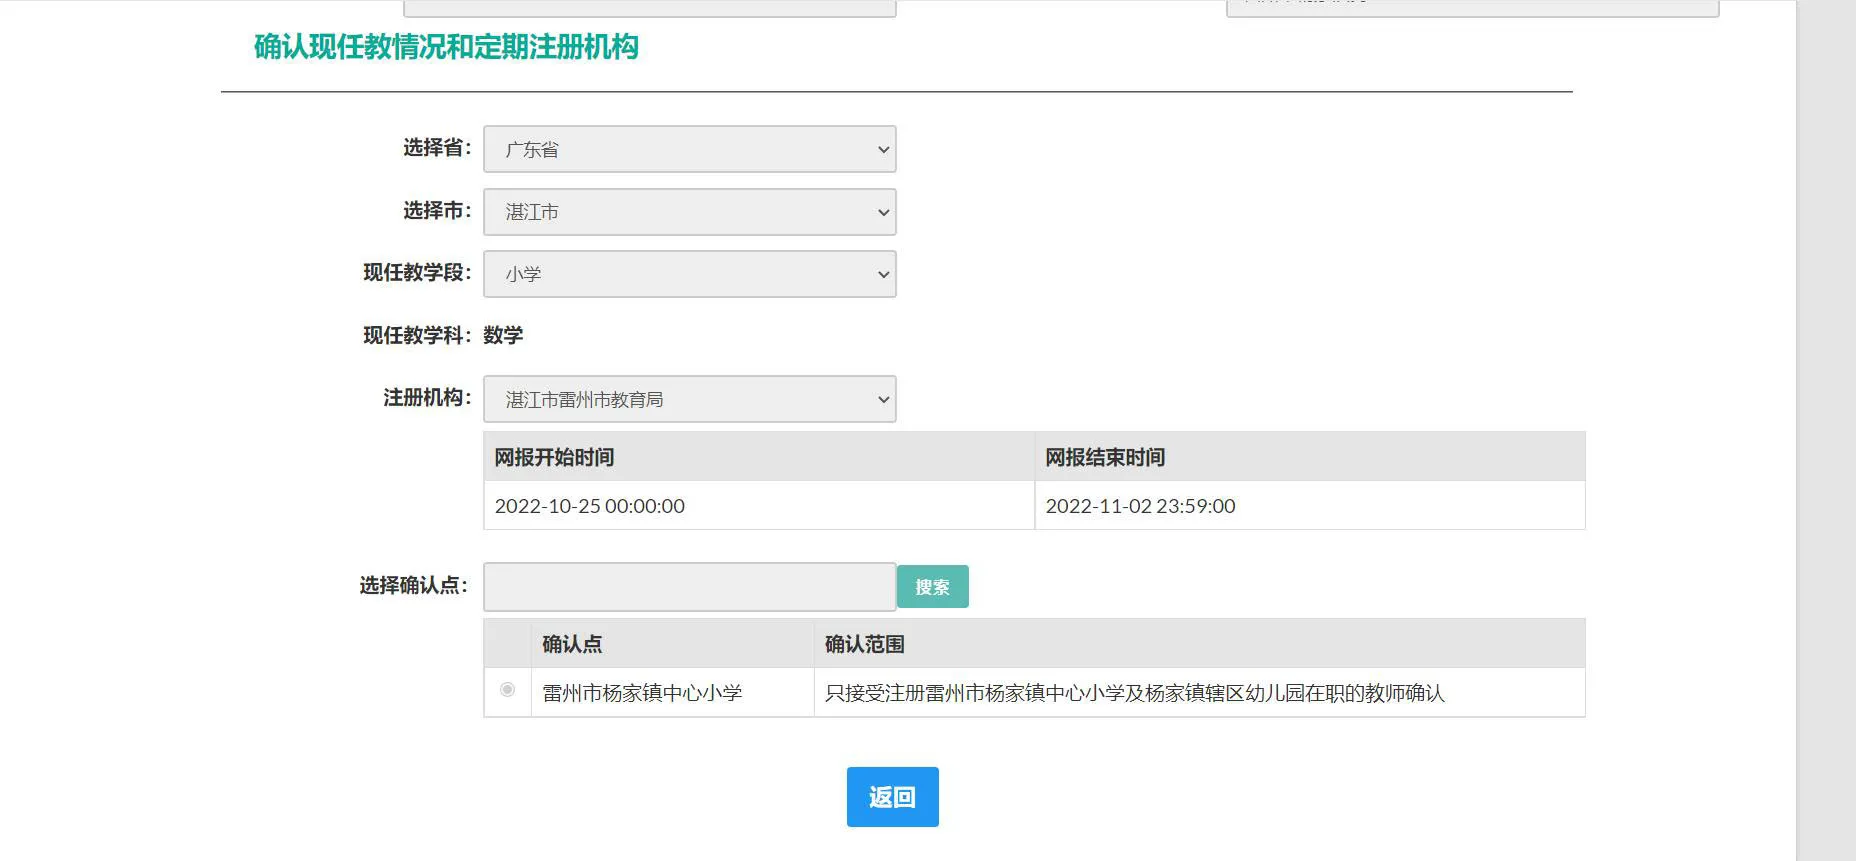 确认现任教情况和定期注册机构
选择省： 广东省
选择市： 湛江市
现任教学段： 小学
现任教学科： 数学
注册机构： 湛江市雷州市教育局
网报开始时间 网报结束时间
2022-10-25 00:00:00 2022-11-02 23:59:00
选择确认点： 搜索
确认点 确认范围
雷州市杨家镇中心小学 只接受注册雷州市杨家镇中心小学及杨家镇辖区幼儿园在职的教师确认
返回